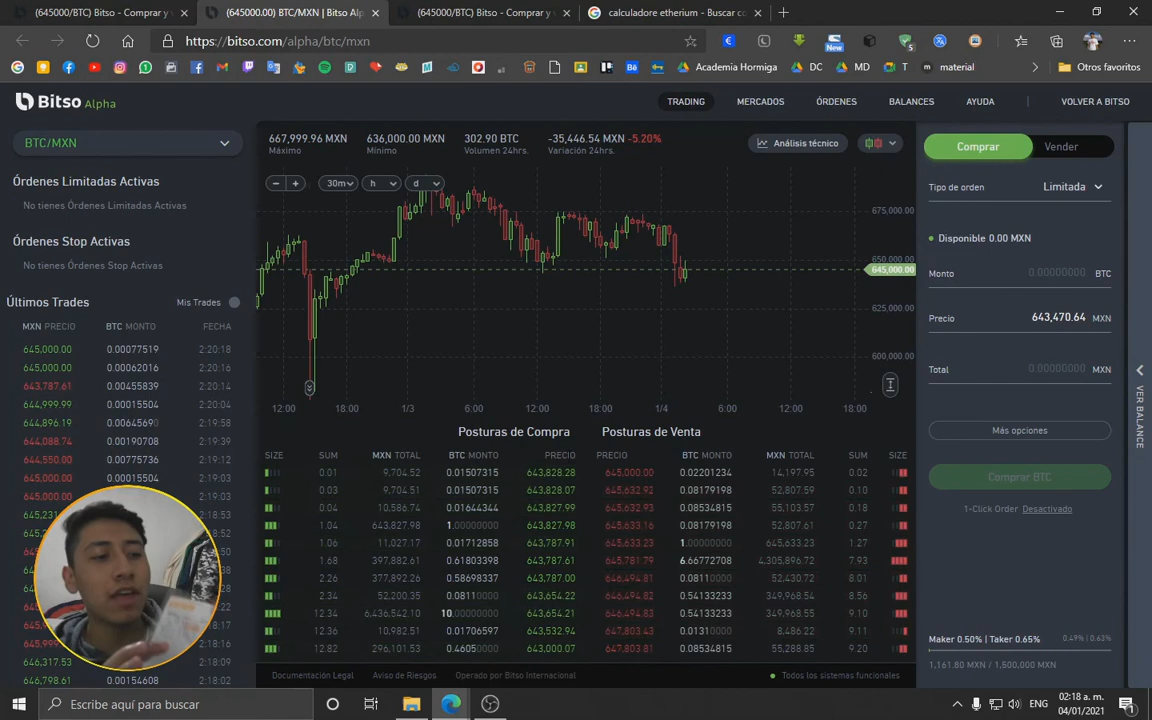 (645000/BTC) Bitso - Comprar y v
(645000.00) BTC/MXN | Bitso Alp
(645000/BTC) Bitso - Comprar y v
calculadore etherium - Buscar co
https://bitso.com/alpha/btc/mxn
New
5
Academia Hormiga
DC
MD
T
material
Otros favoritos
Bitso Alpha
TRADING
MERCADOS
ÓRDENES
BALANCES
AYUDA
VOLVER A BITSO
BTC/MXN
Órdenes Limitadas Activas
No tienes Órdenes Limitadas Activas
Órdenes Stop Activas
No tienes Órdenes Stop Activas
Últimos Trades
Mis Trades
MXN PRECIO BTC MONTO FECHA
645,000.00 0.00077519 2:20:18
645,000.00 0.00062016 2:20:16
643,787.61 0.00455839 2:20:14
644,999.99 0.00015504 2:20:04
644,896.19 0.00645690 2:19:58
644,088.74 0.00190708 2:19:36
644,550.00 0.00775736 2:19:12
645,000.00 0.00015504 2:19:03
645,000.00 2:19:03
645,231 2:18:53
8:52
646,317.53 2:18:09
646,798.61 0.00154608 2:18:02
667,999.96 MXN 636,000.00 MXN 302.90 BTC -35,446.54 MXN -5.20%
Máximo Mínimo Volumen 24hrs. Variación 24hrs.
Análisis técnico
30m h d
675,000.00
650,000.00
645,000.00
625,000.00
600,000.00
12:00 18:00 1/3 6:00 12:00 18:00 1/4 6:00 12:00 18:00
Posturas de Compra Posturas de Venta
SIZE SUM MXN TOTAL BTC MONTO PRECIO PRECIO BTC MONTO MXN TOTAL SUM SIZE
0.01 9,704.52 0.01507315 643,828.28 645,000.00 0.02201234 14,197.95 0.02
0.03 9,704.51 0.01507315 643,828.07 645,632.92 0.08179198 52,807.59 0.10
0.04 10,586.74 0.01644344 643,827.99 645,632.93 0.08534815 55,103.57 0.18
1.04 643,827.98 1.00000000 643,827.98 645,633.16 0.08179198 52,807.61 0.27
1.06 11,027.17 0.01712858 643,787.91 645,633.23 1.00000000 645,633.23 1.27
1.68 397,882.61 0.61803398 643,787.61 645,781.79 6.66772708 4,305,896.72 7.93
2.26 377,892.26 0.58698337 643,787.00 646,494.81 0.08110000 52,430.72 8.01
2.34 52,200.35 0.08110000 643,654.22 646,494.82 0.54133233 349,968.54 8.56
12.34 6,436,542.10 10.00000000 643,654.21 646,494.83 0.54133233 349,968.55 9.10
12.36 10,982.51 0.01706597 643,532.94 647,803.43 0.01310000 8,486.22 9.11
12.82 296,101.53 0.46050000 643,000.07 647,803.81 0.08534815 55,288.85 9.20
Documentación Legal
Aviso de Riesgos
Operado por Bitso Internacional
Todos los sistemas funcionales
Comprar
Vender
Tipo de orden Limitada
Disponible 0.00 MXN
Monto 0.00000000 BTC
Precio 643,470.64 MXN
Total 0.00000000 MXN
Más opciones
Comprar BTC
1-Click Order Desactivado
Maker 0.50% | Taker 0.65% 0.49% | 0.63%
1,161.80 MXN / 1,500,000 MXN
VER BALANCE
Escribe aquí para buscar
ENG
02:18 a. m.
04/01/2021
1